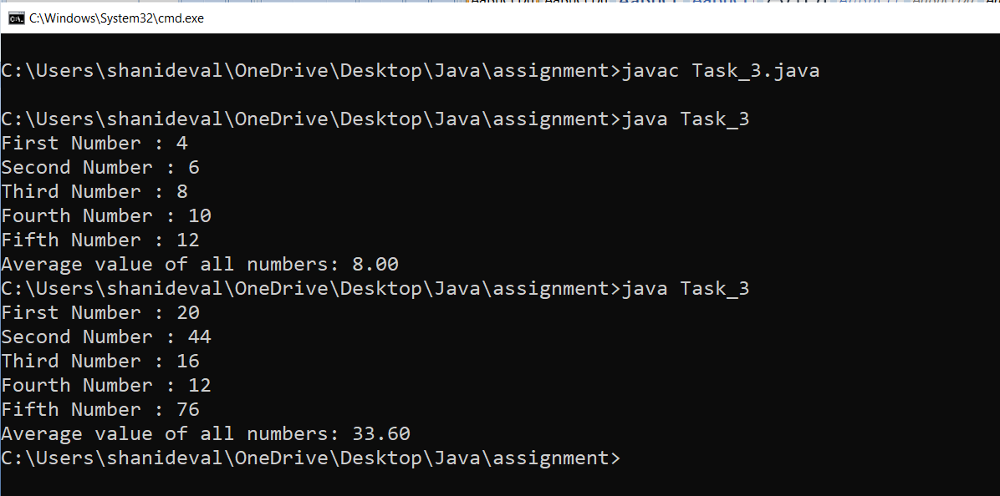 C:\Windows\System32\cmd.exe
C:\Users\shanideval\OneDrive\Desktop\Java\assignment>javac Task_3.java
C:\Users\shanideval\OneDrive\Desktop\Java\assignment>java Task_3
First Number : 4
Second Number : 6
Third Number : 8
Fourth Number : 10
Fifth Number : 12
Average value of all numbers: 8.00
C:\Users\shanideval\OneDrive\Desktop\Java\assignment>java Task_3
First Number : 20
Second Number : 44
Third Number : 16
Fourth Number : 12
Fifth Number : 76
Average value of all numbers: 33.60
C:\Users\shanideval\OneDrive\Desktop\Java\assignment>